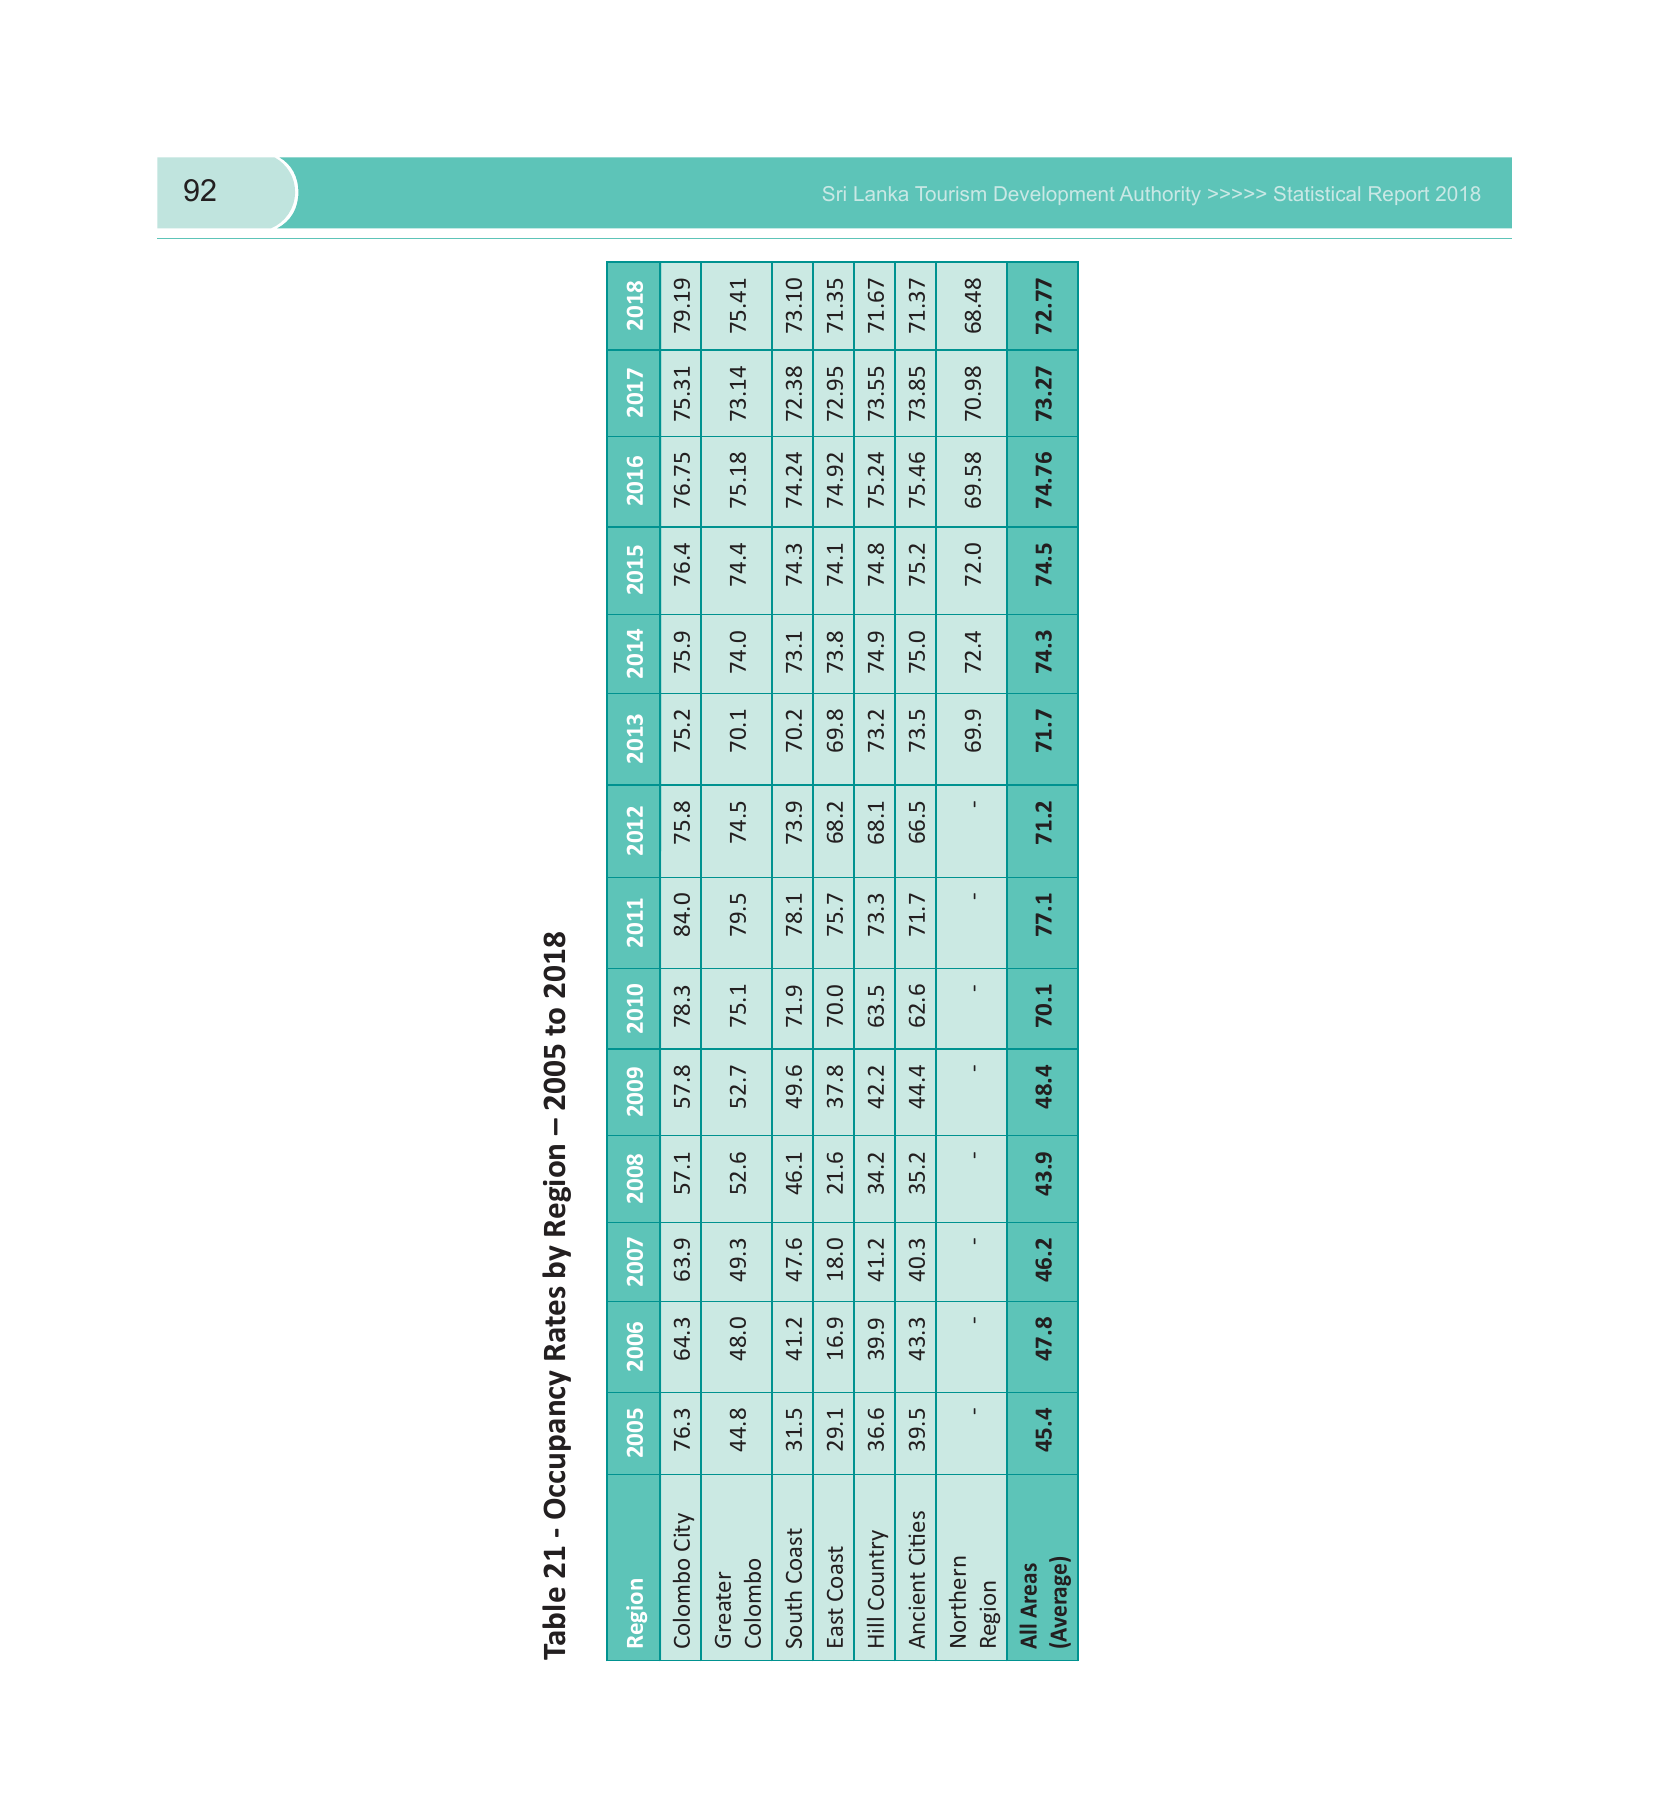 92
Sri Lanka Tourism Development Authority >>>>> Statistical Report 2018
Table 21 - Occupancy Rates by Region – 2005 to 2018
Region 2005 2006 2007 2008 2009 2010 2011 2012 2013 2014 2015 2016 2017 2018
Colombo City 76.3 64.3 63.9 57.1 57.8 78.3 84.0 75.8 75.2 75.9 76.4 76.75 75.31 79.19
Greater
Colombo 44.8 48.0 49.3 52.6 52.7 75.1 79.5 74.5 70.1 74.0 74.4 75.18 73.14 75.41
South Coast 31.5 41.2 47.6 46.1 49.6 71.9 78.1 73.9 70.2 73.1 74.3 74.24 72.38 73.10
East Coast 29.1 16.9 18.0 21.6 37.8 70.0 75.7 68.2 69.8 73.8 74.1 74.92 72.95 71.35
Hill Country 36.6 39.9 41.2 34.2 42.2 63.5 73.3 68.1 73.2 74.9 74.8 75.24 73.55 71.67
Ancient Cities 39.5 43.3 40.3 35.2 44.4 62.6 71.7 66.5 73.5 75.0 75.2 75.46 73.85 71.37
Northern
Region - - - - - - - - 69.9 72.4 72.0 69.58 70.98 68.48
All Areas
(Average) 45.4 47.8 46.2 43.9 48.4 70.1 77.1 71.2 71.7 74.3 74.5 74.76 73.27 72.77